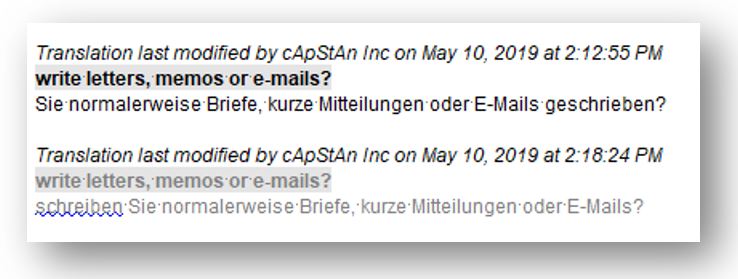 Translation last modified by cApStAn Inc on May 10, 2019 at 2:12:55 PM
write letters, memos or e-mails?
Sie normalerweise Briefe, kurze Mitteilungen oder E-Mails geschrieben?
Translation last modified by cApStAn Inc on May 10, 2019 at 2:18:24 PM
write letters, memos or e-mails?
schreiben Sie normalerweise Briefe, kurze Mitteilungen oder E-Mails?